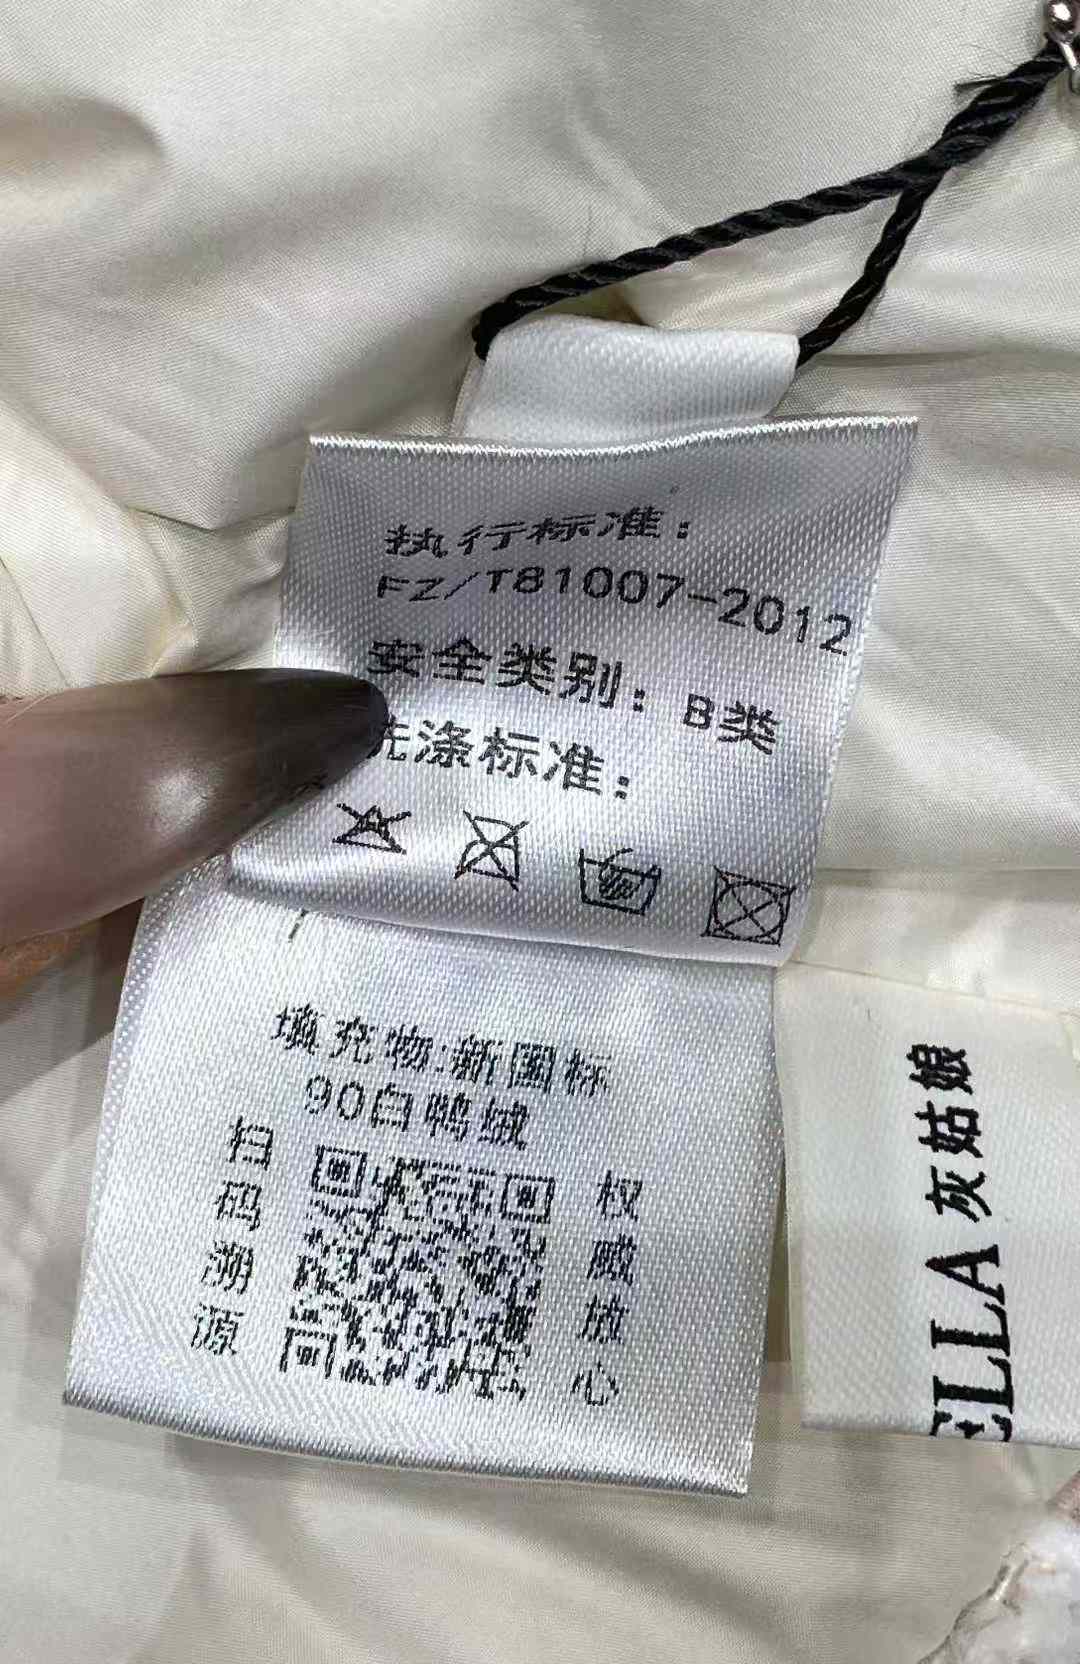 执行标准：
FZ/T81007-2012
安全类别：B类
洗涤标准：
填充物:新国标
90白鸭绒
扫码溯源
权威放心
ELLA 灰姑娘